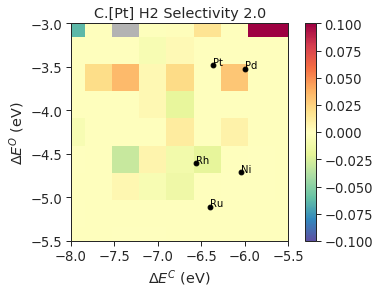 C.[Pt] H2 Selectivity 2.0
−3.0
−3.5
−4.0
−4.5
−5.0
−5.5
ΔE^O (eV)
Pt
Pd
Rh
Ni
Ru
−8.0 −7.5 −7.0 −6.5 −6.0 −5.5
ΔE^C (eV)
0.100
0.075
0.050
0.025
0.000
−0.025
−0.050
−0.075
−0.100